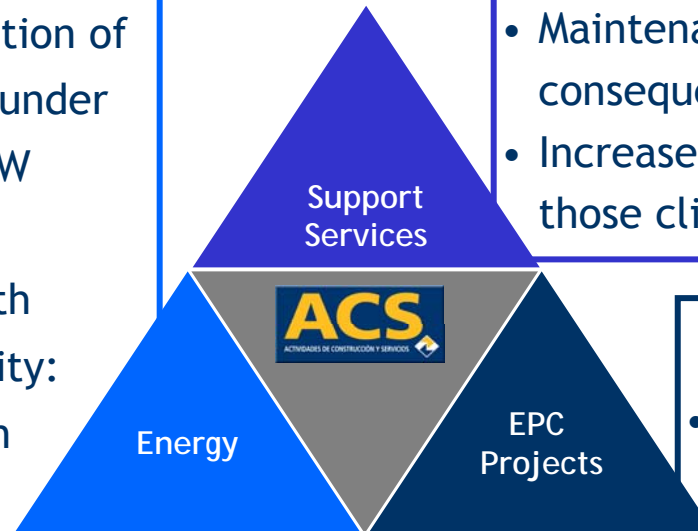 tion of
under
W
th
ity:
n
• Maintena
conseque
• Increase
those cli
Support
Services
ACS
ACTIVIDADES DE CONSTRUCCIÓN Y SERVICIOS
Energy
EPC
Projects
•